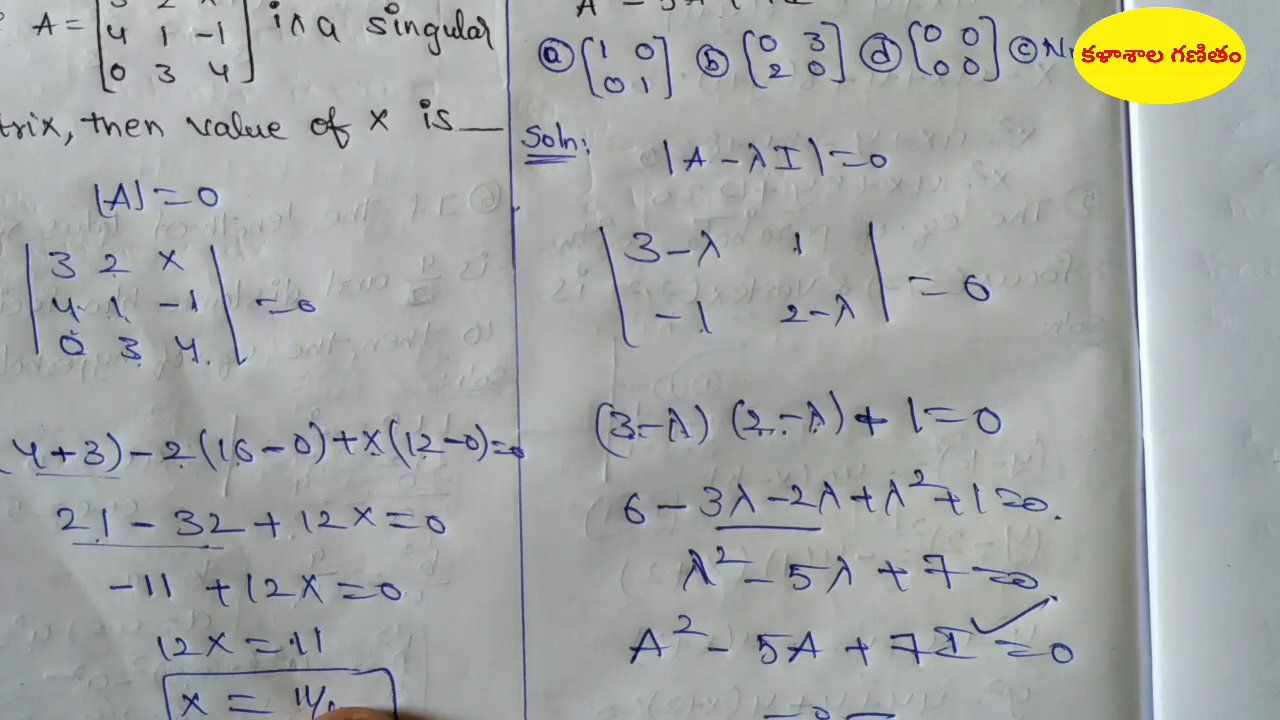 A = [3 2 x
4 1 -1
0 3 4] is a singular
trix, then value of x is __
|A| = 0
|3 2 x|
|4 1 -1| = 0
|0 3 4|
(4+3) - 2(16-0) + x(12-0) = 0
21 - 32 + 12x = 0
-11 + 12x = 0
12x = 11
x = 11/
ⓐ [1 0 ⓑ [0 3 ⓓ [0 0 ⓒ N
0 1] 2 0] 0 0]
Soln:
|A - λI| = 0
|3-λ 1|
|-1 2-λ| = 0
(3-λ) (2-λ) + 1 = 0
6 - 3λ - 2λ + λ² + 1 = 0.
λ² - 5λ + 7 = 0
A² - 5A + 7I = 0
కళాశాల గణితం